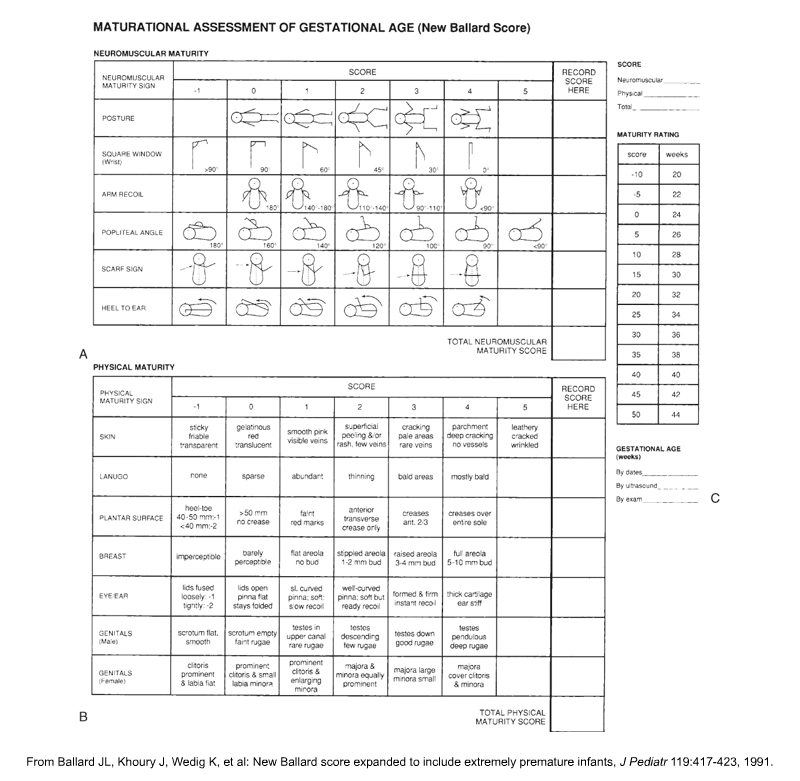 MATURATIONAL ASSESSMENT OF GESTATIONAL AGE (New Ballard Score)
NEUROMUSCULAR MATURITY
NEUROMUSCULAR MATURITY SIGN
SCORE
RECORD SCORE HERE
-1 0 1 2 3 4 5
POSTURE
SQUARE WINDOW (Wrist) >90° 90° 60° 45° 30° 0°
ARM RECOIL 180° 140°-180° 110°-140° 90°-110° <90°
POPLITEAL ANGLE 180° 160° 140° 120° 100° 90° <90°
SCARF SIGN
HEEL TO EAR
TOTAL NEUROMUSCULAR MATURITY SCORE
A
PHYSICAL MATURITY
PHYSICAL MATURITY SIGN
SCORE
RECORD SCORE HERE
-1 0 1 2 3 4 5
SKIN sticky friable transparent gelatinous red translucent smooth pink visible veins superficial peeling &/or rash, few veins cracking pale areas rare veins parchment deep cracking no vessels leathery cracked wrinkled
LANUGO none sparse abundant thinning bald areas mostly bald
PLANTAR SURFACE heel-toe 40-50 mm:-1 <40 mm:-2 >50 mm no crease faint red marks anterior transverse crease only creases ant. 2/3 creases over entire sole
BREAST imperceptible barely perceptible flat areola no bud stippled areola 1-2 mm bud raised areola 3-4 mm bud full areola 5-10 mm bud
EYE/EAR lids fused loosely: -1 tightly: -2 lids open pinna flat stays folded sl. curved pinna; soft; slow recoil well-curved pinna; soft but ready recoil formed & firm instant recoil thick cartilage ear stiff
GENITALS (Male) scrotum flat, smooth scrotum empty faint rugae testes in upper canal rare rugae testes descending few rugae testes down good rugae testes pendulous deep rugae
GENITALS (Female) clitoris prominent & labia flat prominent clitoris & small labia minora prominent clitoris & enlarging minora majora & minora equally prominent majora large minora small majora cover clitoris & minora
TOTAL PHYSICAL MATURITY SCORE
B
SCORE
Neuromuscular
Physical
Total
MATURITY RATING
score weeks
-10 20
-5 22
0 24
5 26
10 28
15 30
20 32
25 34
30 36
35 38
40 40
45 42
50 44
GESTATIONAL AGE
(weeks)
By dates
By ultrasound
By exam
C
From Ballard JL, Khoury J, Wedig K, et al: New Ballard score expanded to include extremely premature infants, J Pediatr 119:417-423, 1991.